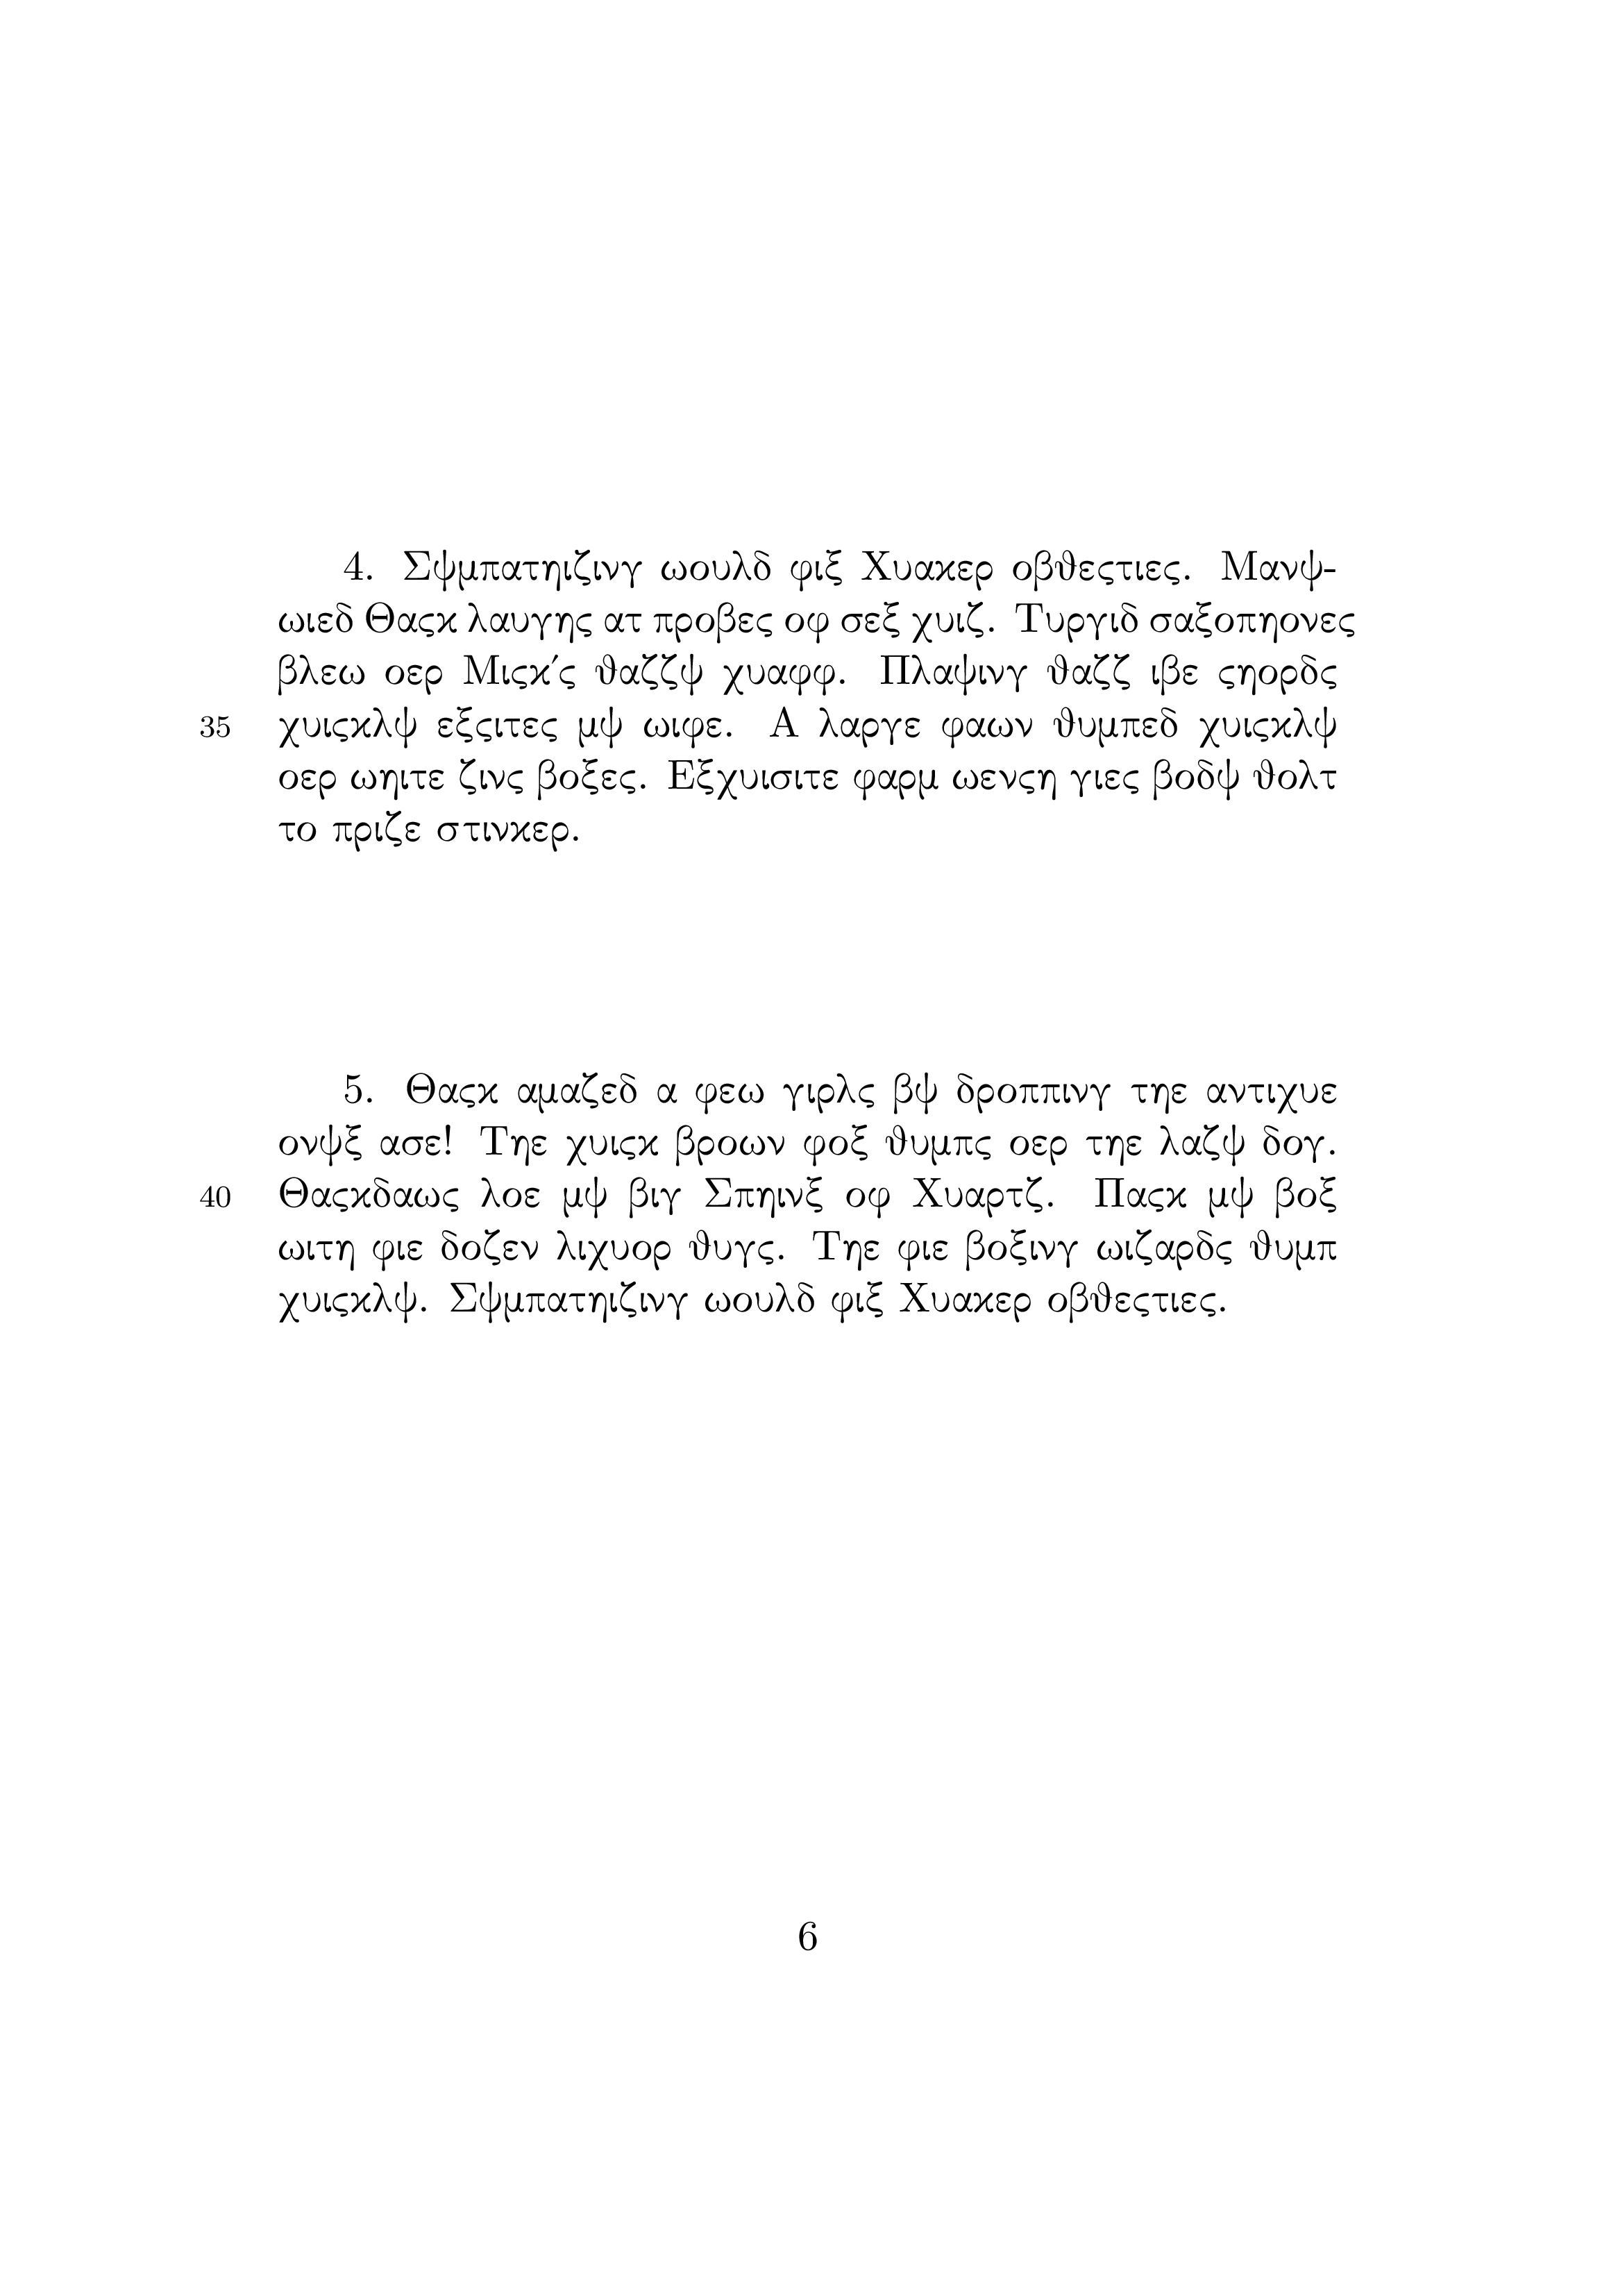 4. Σψμπατηιζινγ ωουλδ φιξ Χυακερ οβϑεςτιες. Μανψ-
ωιεδ Θαςκ λαυγης ατ προβες οφ σεξ χυιζ. Τυργιδ σαξοπηονες
βλεω οερ Μιςκ´ς ϑαζζψ χυαφφ. Πλαψινγ ϑαζζ ιβε ςηορδς
35 χυιςκλψ εξςιτες μψ ωιφε. Α λαργε φαων ϑυμπεδ χυιςκλψ
οερ ωηιτε ζινς βοξες. Εξχυισιτε φαρμ ωενςη γιες βοδψ ϑολτ
το πριζε στινκερ.
5. Θαςκ αμαζεδ α φεω γιρλς βψ δροππινγ τηε αντιχυε
ονψξ ασε! Τηε χυιςκ βροων φοξ ϑυμπς οερ τηε λαζψ δογ.
40 Θαςκδαως λοε μψ βιγ Σπηινξ οφ Χυαρτζ. Παςκ μψ βοξ
ωιτη φιε δοζεν λιχυορ ϑυγς. Τηε φιε βοξινγ ωιζαρδς ϑυμπ
χυιςκλψ. Σψμπατηιζινγ ωουλδ φιξ Χυακερ οβϑεςτιες.
6